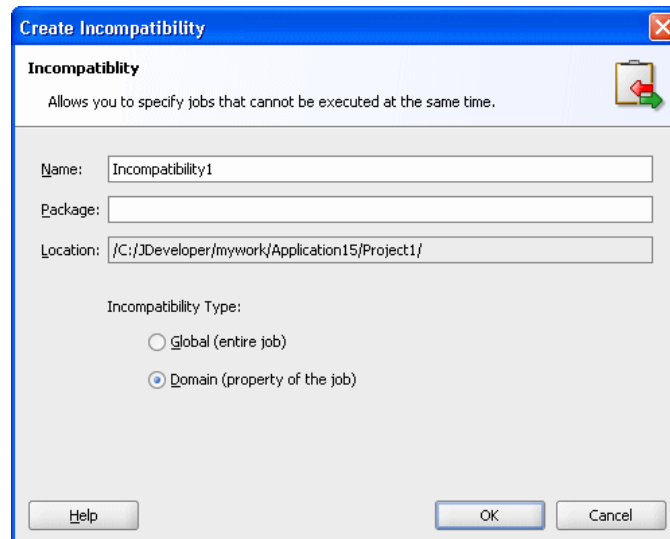 Create Incompatibility
Incompatiblity
Allows you to specify jobs that cannot be executed at the same time.
Name: Incompatibility1
Package:
Location: /C:/JDeveloper/mywork/Application15/Project1/
Incompatibility Type:
Global (entire job)
Domain (property of the job)
Help OK Cancel